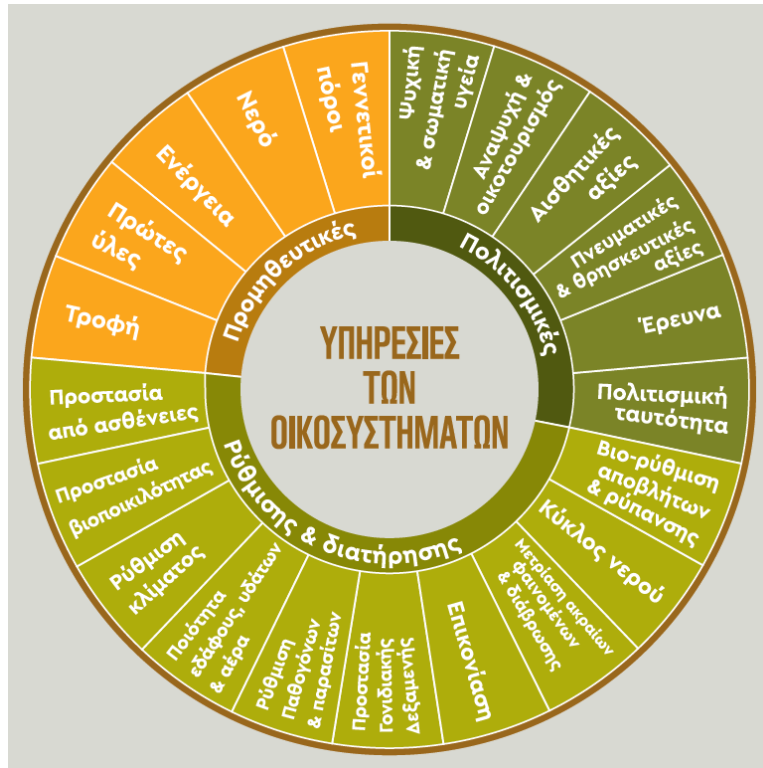 ΥΠΗΡΕΣΙΕΣ
ΤΩΝ
ΟΙΚΟΣΥΣΤΗΜΑΤΩΝ
Πολιτισμικές
ψυχική
& σωματική
υγεία
Αναψυχή &
οικοτουρισμός
Αισθητικές
αξίες
Πνευματικές
& θρησκευτικές
αξίες
Έρευνα
Πολιτισμική
ταυτότητα
Ρύθμισης & διατήρησης
Βιο-ρύθμιση
αποβλήτων
& ρύπανσης
Κύκλος νερού
Μετρίαση ακραίων
φαινομένων
& διάβρωσης
Επικονίαση
Προστασία
Γονιδιακής
Δεξαμενής
Ρύθμιση
Παθογόνων
& παρασίτων
Ποιότητα
εδάφους, υδάτων
& αέρα
Ρύθμιση
κλίματος
Προστασία
βιοποικιλότητας
Προστασία
από ασθένειες
Προμηθευτικές
Τροφή
Πρώτες
ύλες
Ενέργεια
Νερό
Γεννετικοί
πόροι